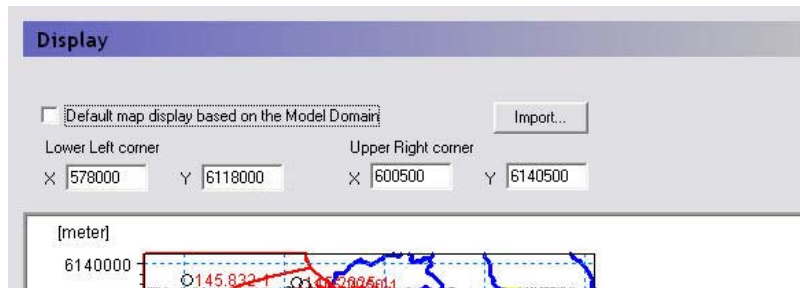 Display
Default map display based on the Model Domain Import...
Lower Left corner Upper Right corner
X 578000 Y 6118000 X 600500 Y 6140500
[meter]
6140000
145.832-1